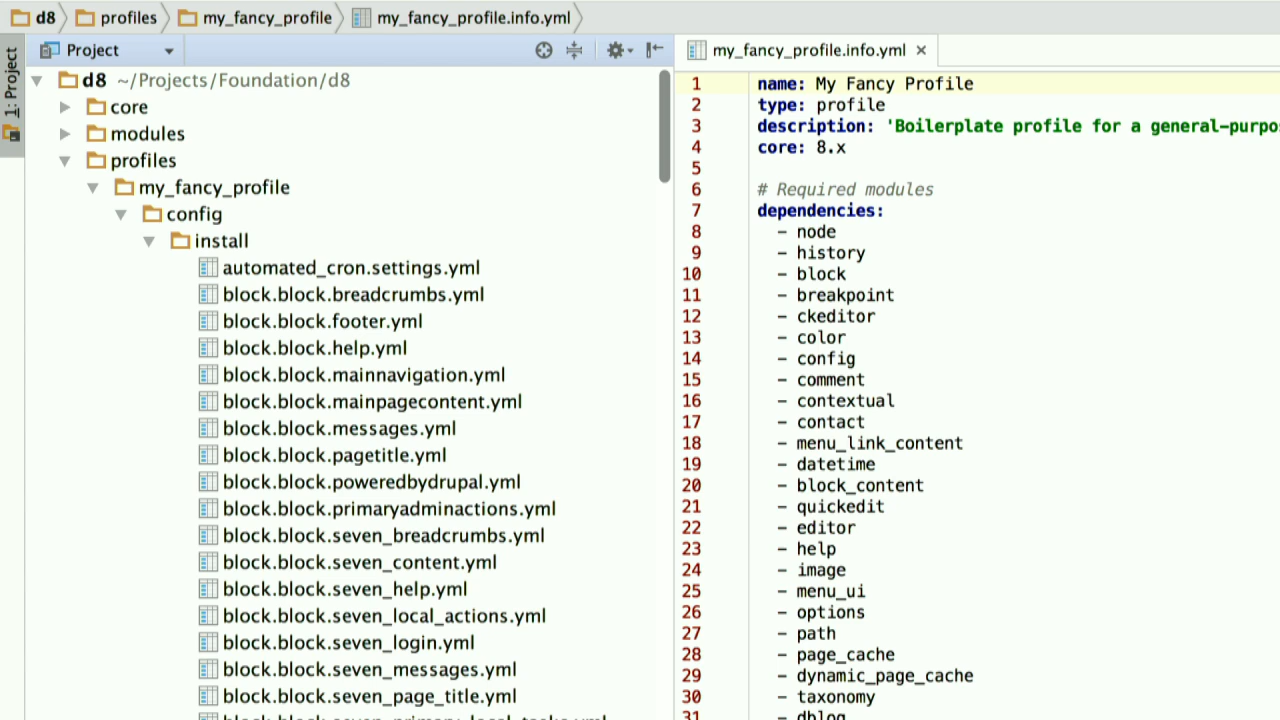 d8 profiles my_fancy_profile my_fancy_profile.info.yml
1: Project
Project
d8 ~/Projects/Foundation/d8
core
modules
profiles
my_fancy_profile
config
install
automated_cron.settings.yml
block.block.breadcrumbs.yml
block.block.footer.yml
block.block.help.yml
block.block.mainnavigation.yml
block.block.mainpagecontent.yml
block.block.messages.yml
block.block.pagetitle.yml
block.block.poweredbydrupal.yml
block.block.primaryadminactions.yml
block.block.seven_breadcrumbs.yml
block.block.seven_content.yml
block.block.seven_help.yml
block.block.seven_local_actions.yml
block.block.seven_login.yml
block.block.seven_messages.yml
block.block.seven_page_title.yml
block.block.seven_primary_local_tasks.yml
my_fancy_profile.info.yml
1 name: My Fancy Profile
2 type: profile
3 description: 'Boilerplate profile for a general-purpos
4 core: 8.x
5
6 # Required modules
7 dependencies:
8 - node
9 - history
10 - block
11 - breakpoint
12 - ckeditor
13 - color
14 - config
15 - comment
16 - contextual
17 - contact
18 - menu_link_content
19 - datetime
20 - block_content
21 - quickedit
22 - editor
23 - help
24 - image
25 - menu_ui
26 - options
27 - path
28 - page_cache
29 - dynamic_page_cache
30 - taxonomy
31 - dblog